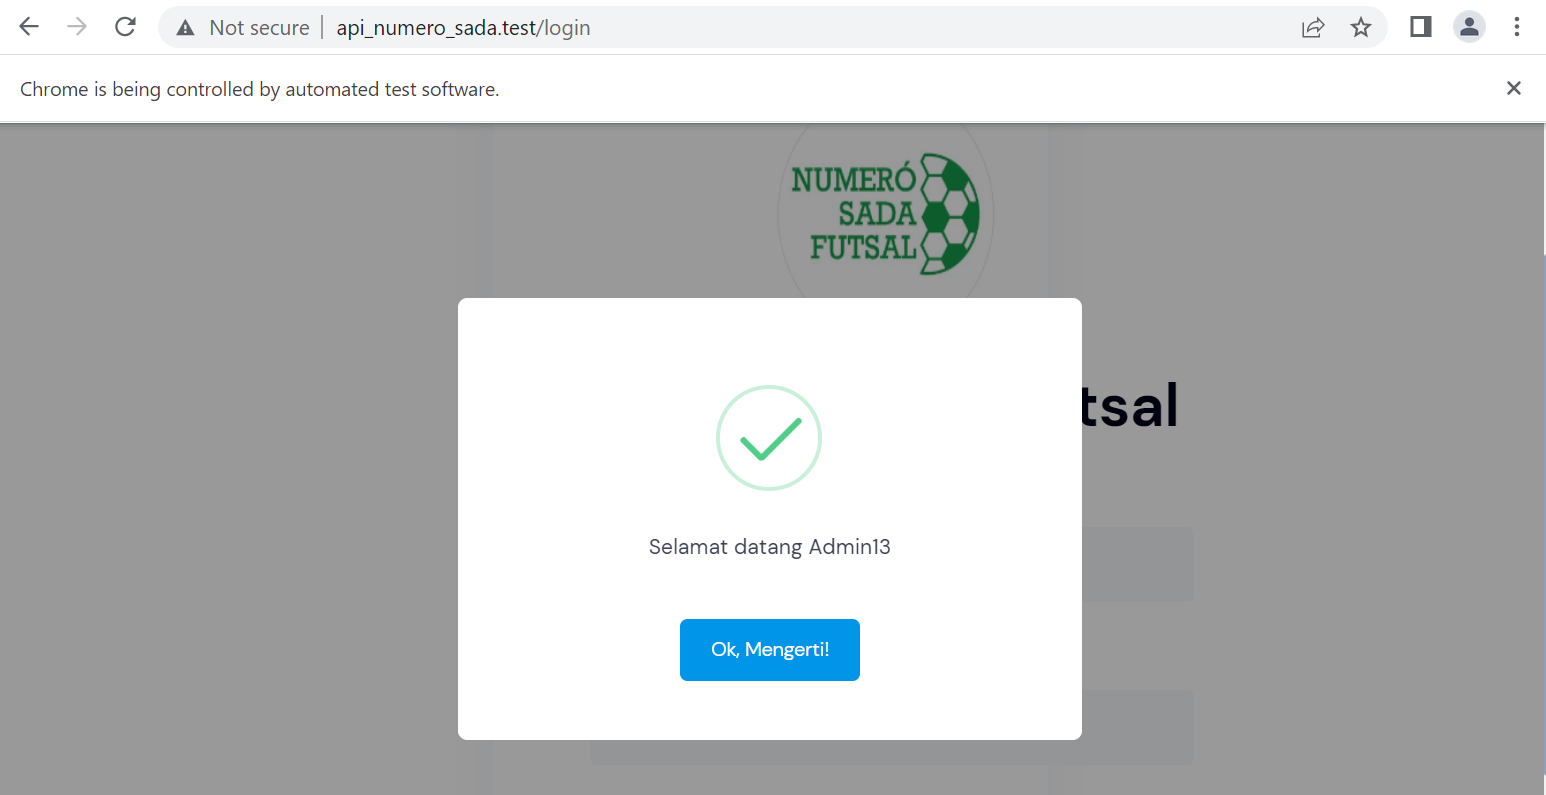 Not secure | api_numero_sada.test/login
Chrome is being controlled by automated test software.
NUMERÓ
SADA
FUTSAL
tsal
Selamat datang Admin13
Ok, Mengerti!